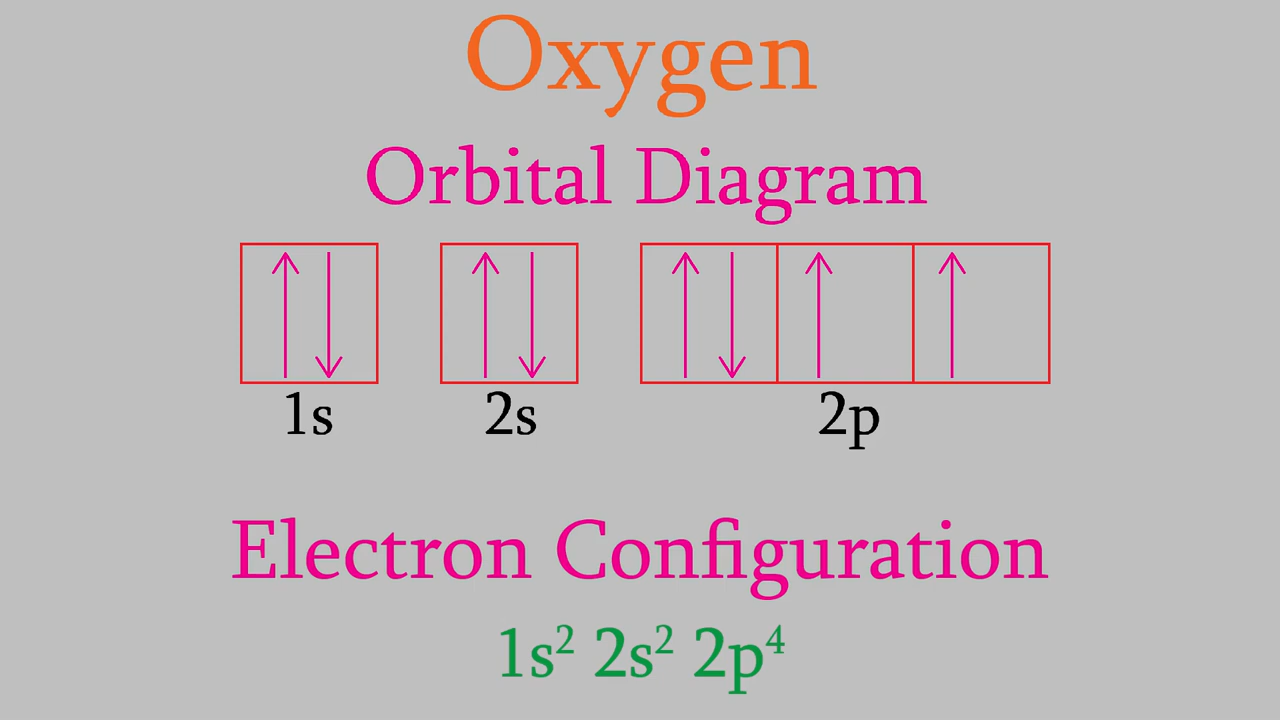 Oxygen
Orbital Diagram
1s 2s 2p
Electron Configuration
1s² 2s² 2p⁴